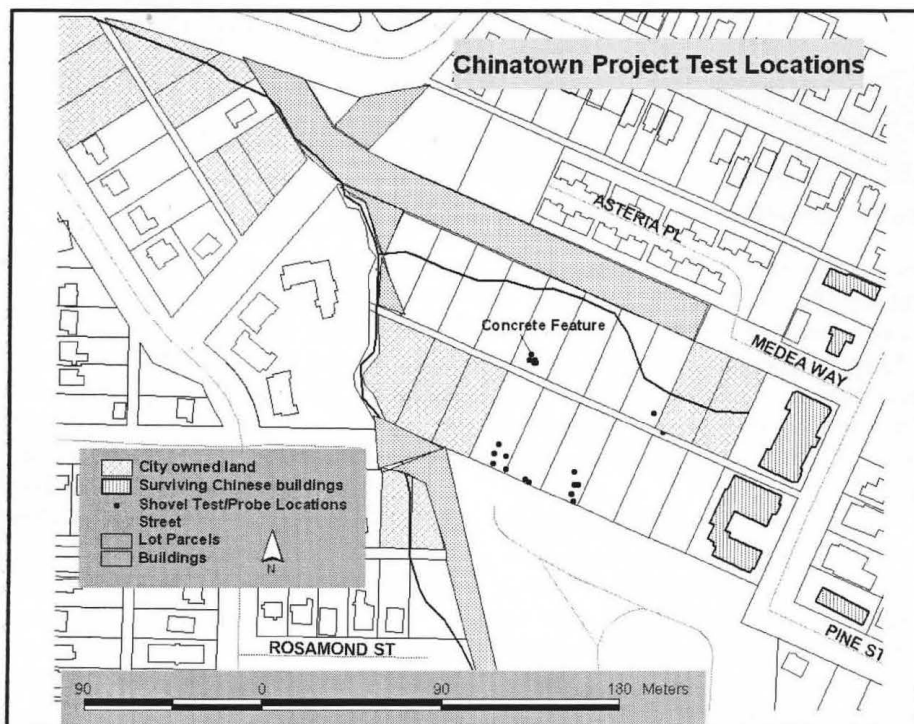 Chinatown Project Test Locations
ASTERIA PL
Concrete Feature
MEDEA WAY
City owned land
Surviving Chinese buildings
Shovel Test/Probe Locations
Street
Lot Parcels
Buildings
N
ROSAMOND ST
PINE ST
90 0 90 180 Meters